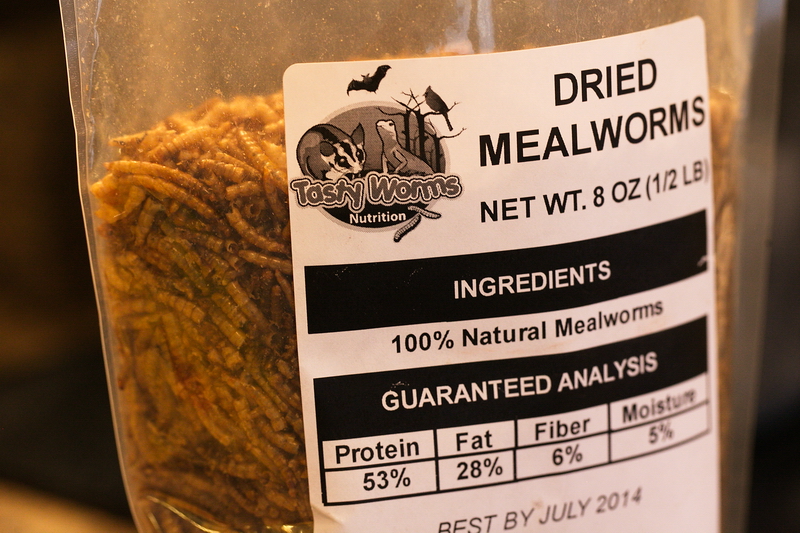 Tasty Worms
Nutrition
DRIED
MEALWORMS
NET WT. 8 OZ (1/2 LB)
INGREDIENTS
100% Natural Mealworms
GUARANTEED ANALYSIS
Protein Fat Fiber Moisture
53% 28% 6% 5%
BEST BY JULY 2014